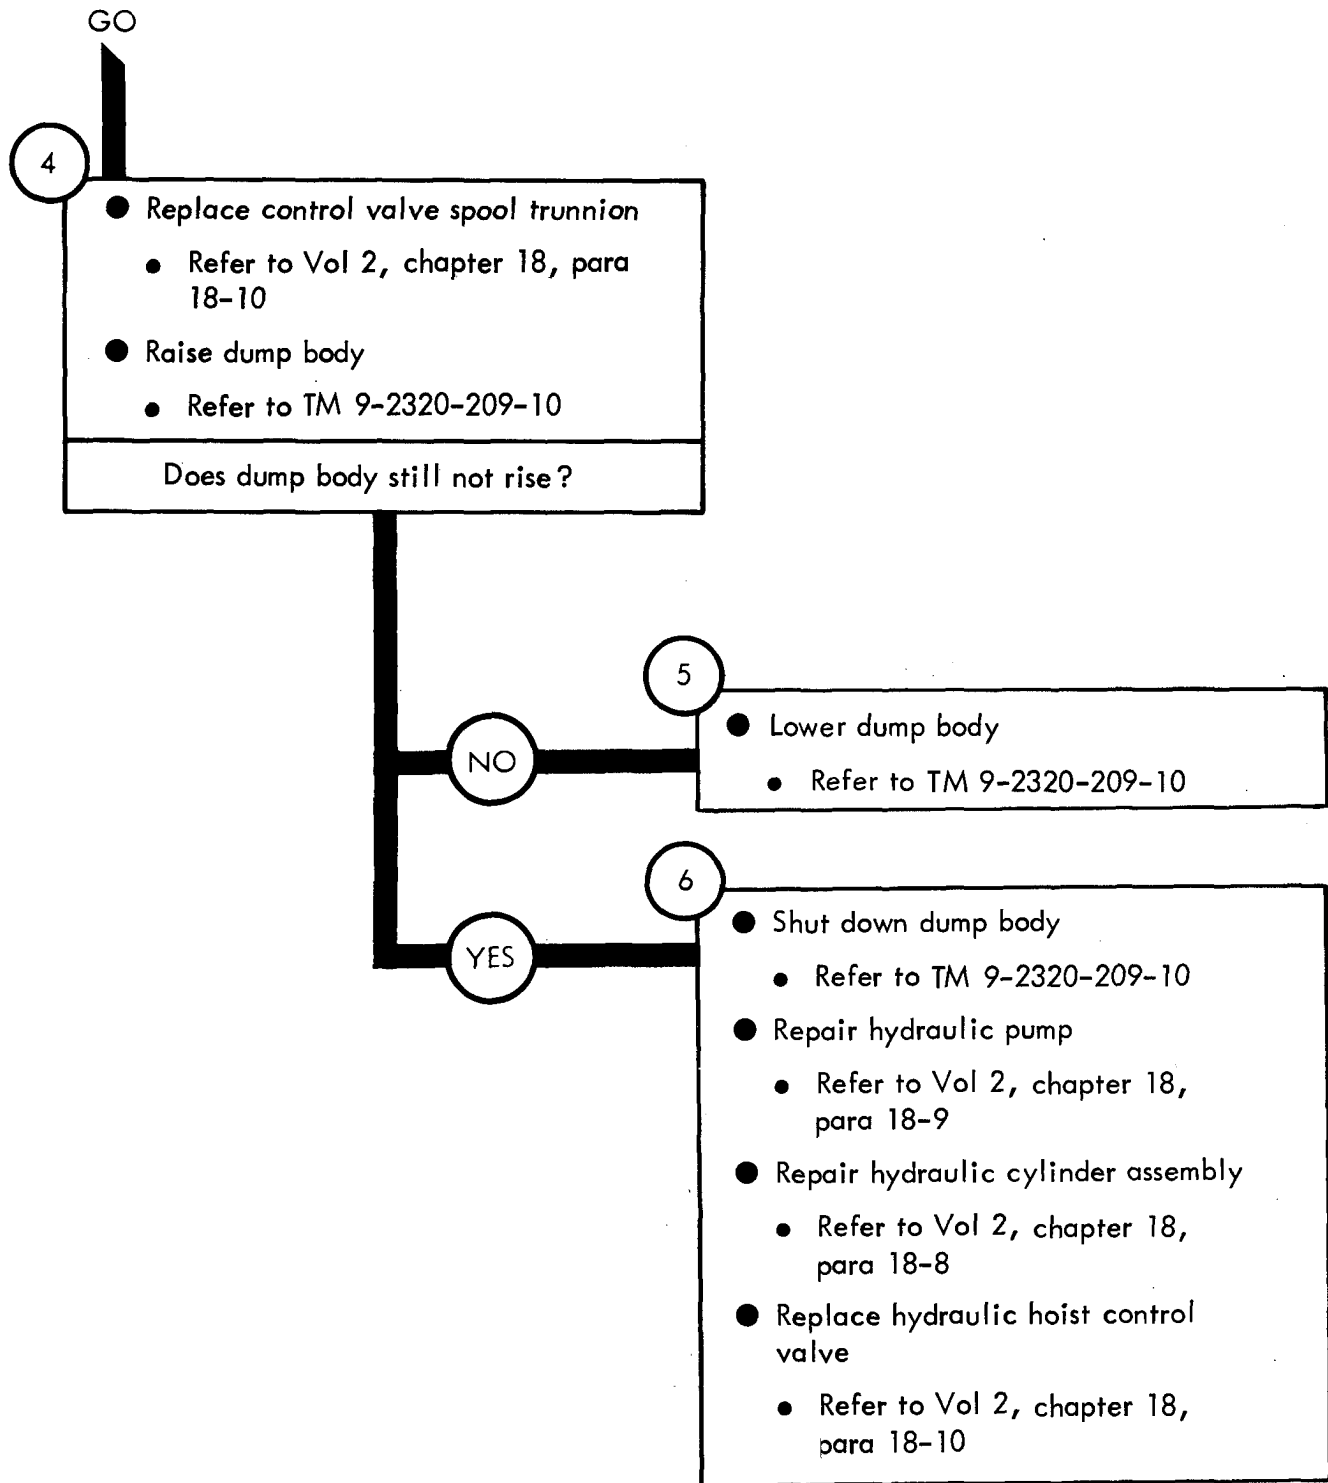 GO
4
● Replace control valve spool trunnion
● Refer to Vol 2, chapter 18, para
18-10
● Raise dump body
● Refer to TM 9-2320-209-10
Does dump body still not rise?
NO
5
● Lower dump body
● Refer to TM 9-2320-209-10
YES
6
● Shut down dump body
● Refer to TM 9-2320-209-10
● Repair hydraulic pump
● Refer to Vol 2, chapter 18,
para 18-9
● Repair hydraulic cylinder assembly
● Refer to Vol 2, chapter 18,
para 18-8
● Replace hydraulic hoist control
valve
● Refer to Vol 2, chapter 18,
para 18-10